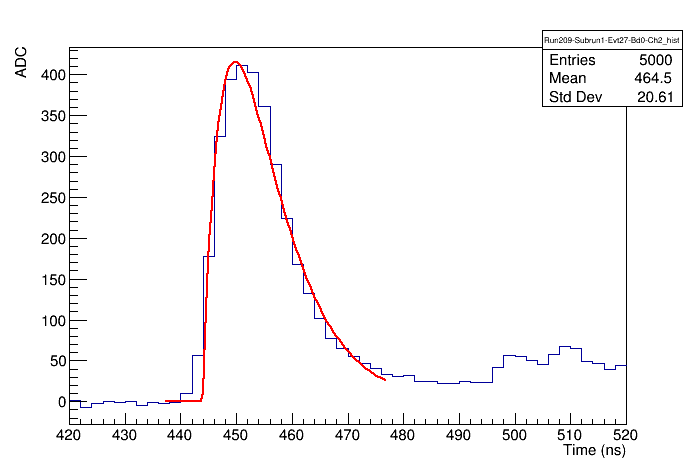 Run209-Subrun1-Evt27-Bd0-Ch2_hist
Entries 5000
Mean 464.5
Std Dev 20.61
ADC
400
350
300
250
200
150
100
50
0
420 430 440 450 460 470 480 490 500 510 520
Time (ns)